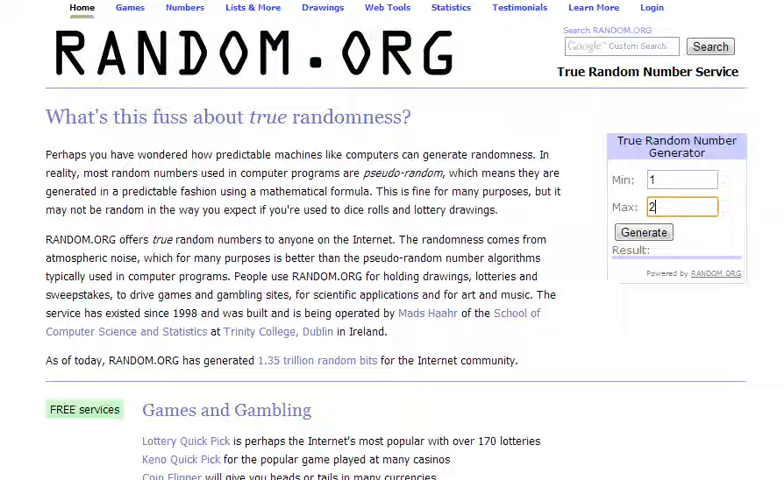 Home Games Numbers Lists & More Drawings Web Tools Statistics Testimonials Learn More Login
RANDOM.ORG
Search RANDOM.ORG
Google™ Custom Search
Search
True Random Number Service
What's this fuss about true randomness?
Perhaps you have wondered how predictable machines like computers can generate randomness. In
reality, most random numbers used in computer programs are pseudo-random, which means they are
generated in a predictable fashion using a mathematical formula. This is fine for many purposes, but it
may not be random in the way you expect if you're used to dice rolls and lottery drawings.
RANDOM.ORG offers true random numbers to anyone on the Internet. The randomness comes from
atmospheric noise, which for many purposes is better than the pseudo-random number algorithms
typically used in computer programs. People use RANDOM.ORG for holding drawings, lotteries and
sweepstakes, to drive games and gambling sites, for scientific applications and for art and music. The
service has existed since 1998 and was built and is being operated by Mads Haahr of the School of
Computer Science and Statistics at Trinity College, Dublin in Ireland.
As of today, RANDOM.ORG has generated 1.35 trillion random bits for the Internet community.
True Random Number
Generator
Min: 1
Max: 2
Generate
Result:
Powered by RANDOM.ORG
FREE services
Games and Gambling
Lottery Quick Pick is perhaps the Internet's most popular with over 170 lotteries
Keno Quick Pick for the popular game played at many casinos
Coin Flipper will give you heads or tails in many currencies